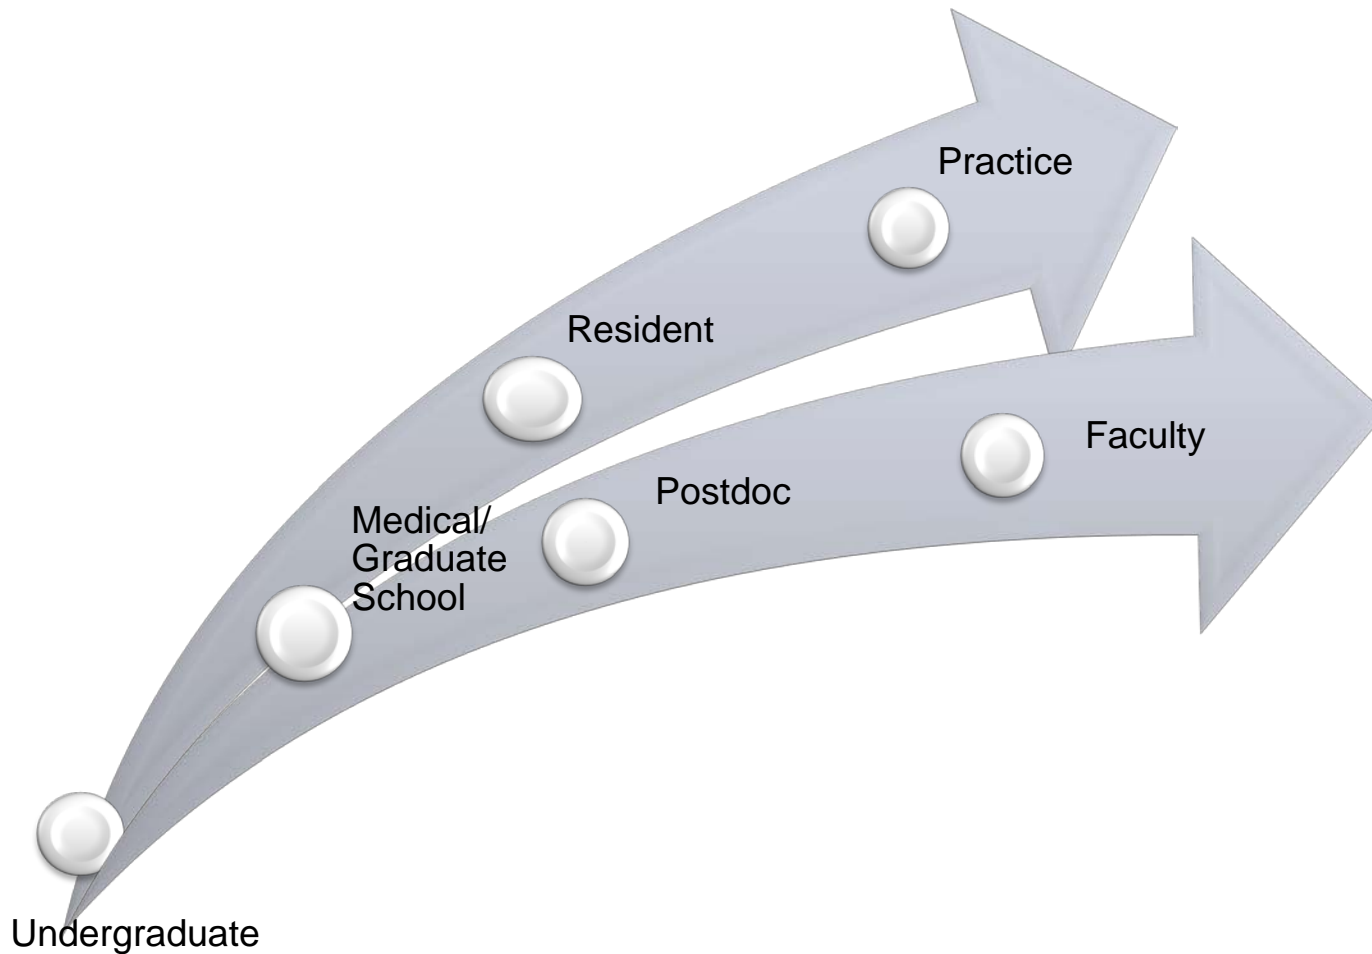 Practice
Resident
Faculty
Postdoc
Medical/
Graduate
School
Undergraduate